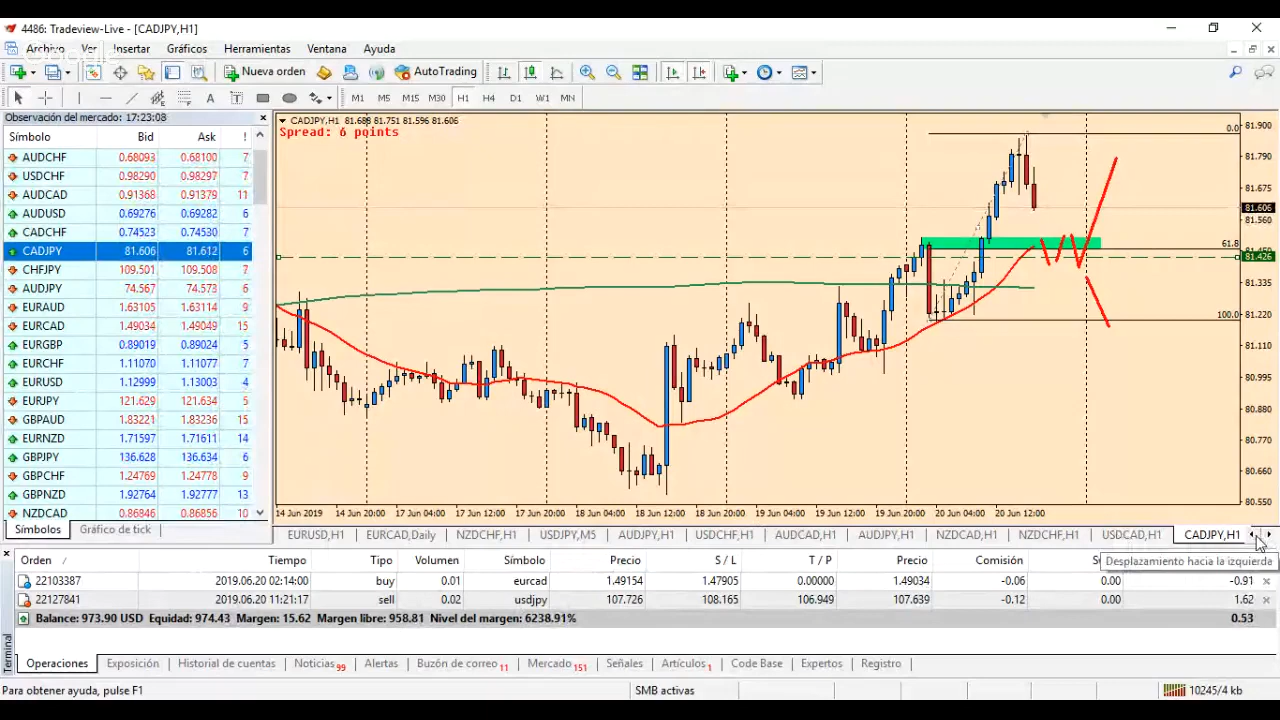 4486: Tradeview-Live - [CADJPY,H1]
Archivo Ver Insertar Gráficos Herramientas Ventana Ayuda
Nueva orden AutoTrading
A T M1 M5 M15 M30 H1 H4 D1 W1 MN
Observación del mercado: 17:23:08
Símbolo Bid Ask !
AUDCHF 0.68093 0.68100 7
USDCHF 0.98290 0.98297 7
AUDCAD 0.91368 0.91379 11
AUDUSD 0.69276 0.69282 6
CADCHF 0.74523 0.74530 7
CADJPY 81.606 81.612 6
CHFJPY 109.501 109.508 7
AUDJPY 74.567 74.573 6
EURAUD 1.63105 1.63114 9
EURCAD 1.49034 1.49049 15
EURGBP 0.89019 0.89024 5
EURCHF 1.11070 1.11077 7
EURUSD 1.12999 1.13003 4
EURJPY 121.629 121.634 5
GBPAUD 1.83221 1.83236 15
EURNZD 1.71597 1.71611 14
GBPJPY 136.628 136.634 6
GBPCHF 1.24769 1.24778 9
GBPNZD 1.92764 1.92777 13
NZDCAD 0.86846 0.86856 10
Símbolos Gráfico de tick
CADJPY,H1 81.688 81.751 81.596 81.606
Spread: 6 points
0.0
61.8
100.0
81.900
81.790
81.675
81.606
81.560
81.426
81.335
81.220
81.110
80.995
80.880
80.770
80.660
80.550
14 Jun 2019 14 Jun 20:00 17 Jun 04:00 17 Jun 12:00 17 Jun 20:00 18 Jun 04:00 18 Jun 12:00 18 Jun 20:00 19 Jun 04:00 19 Jun 12:00 19 Jun 20:00 20 Jun 04:00 20 Jun 12:00
EURUSD,H1 EURCAD,Daily NZDCHF,H1 USDJPY,M5 AUDJPY,H1 USDCHF,H1 AUDCAD,H1 AUDJPY,H1 NZDCAD,H1 NZDCHF,H1 USDCAD,H1 CADJPY,H1
Desplazamiento hacia la izquierda
Orden / Tiempo Tipo Volumen Símbolo Precio S / L T / P Precio Comisión
22103387 2019.06.20 02:14:00 buy 0.01 eurcad 1.49154 1.47905 0.00000 1.49034 -0.06 0.00 -0.91
22127841 2019.06.20 11:21:17 sell 0.02 usdjpy 107.726 108.165 106.949 107.639 -0.12 0.00 1.62
Balance: 973.90 USD Equidad: 974.43 Margen: 15.62 Margen libre: 958.81 Nivel del margen: 6238.91% 0.53
Terminal
Operaciones Exposición Historial de cuentas Noticias 99 Alertas Buzón de correo 11 Mercado 151 Señales Artículos 1 Code Base Expertos Registro
Para obtener ayuda, pulse F1 SMB activas 10245/4 kb